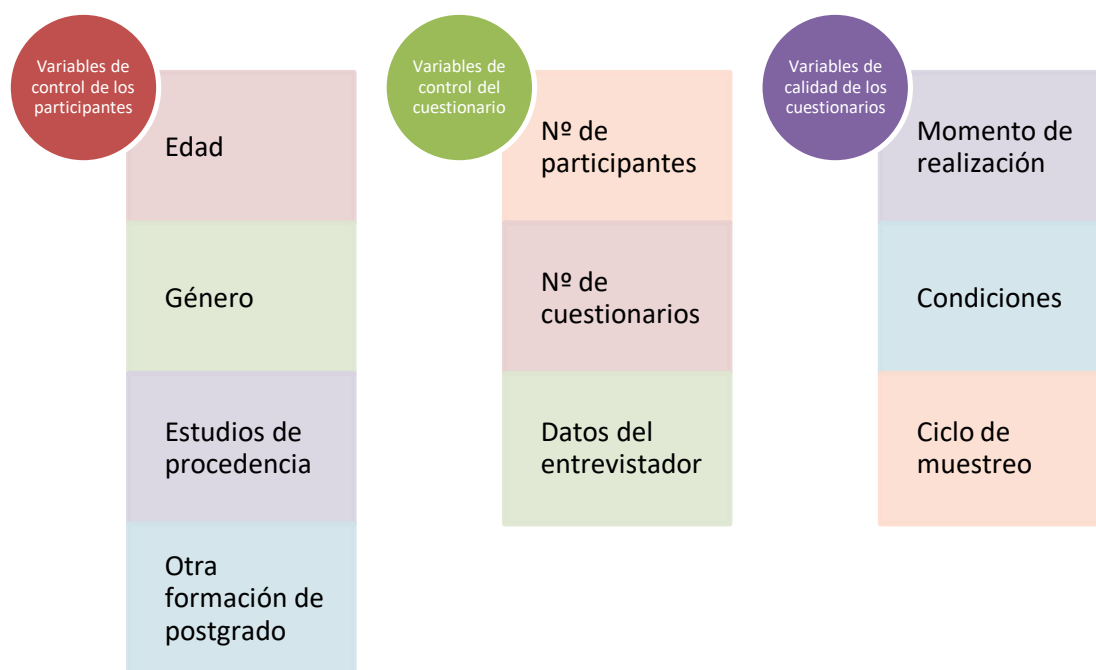 Variables de
control de los
participantes
Edad
Género
Estudios de
procedencia
Otra
formación de
postgrado
Variables de
control del
cuestionario
Nº de
participantes
Nº de
cuestionarios
Datos del
entrevistador
Variables de
calidad de los
cuestionarios
Momento de
realización
Condiciones
Ciclo de
muestreo